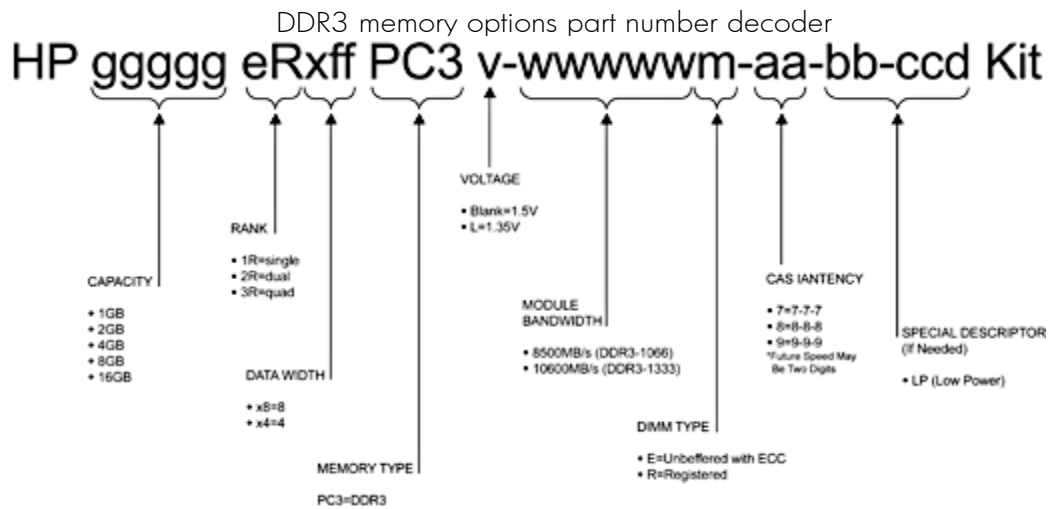 DDR3 memory options part number decoder
HP ggggg eRxff PC3 v-wwwwwm-aa-bb-ccd Kit
CAPACITY
• 1GB
• 2GB
• 4GB
• 8GB
• 16GB
RANK
• 1R=single
• 2R=dual
• 3R=quad
DATA WIDTH
• x8=8
• x4=4
MEMORY TYPE
PC3=DDR3
VOLTAGE
• Blank=1.5V
• L=1.35V
MODULE
BANDWIDTH
• 8500MB/s (DDR3-1066)
• 10600MB/s (DDR3-1333)
DIMM TYPE
• E=Unbeffered with ECC
• R=Registered
CAS IANTENCY
• 7=7-7-7
• 8=8-8-8
• 9=9-9-9
*Future Speed May
Be Two Digits
SPECIAL DESCRIPTOR
(If Needed)
• LP (Low Power)